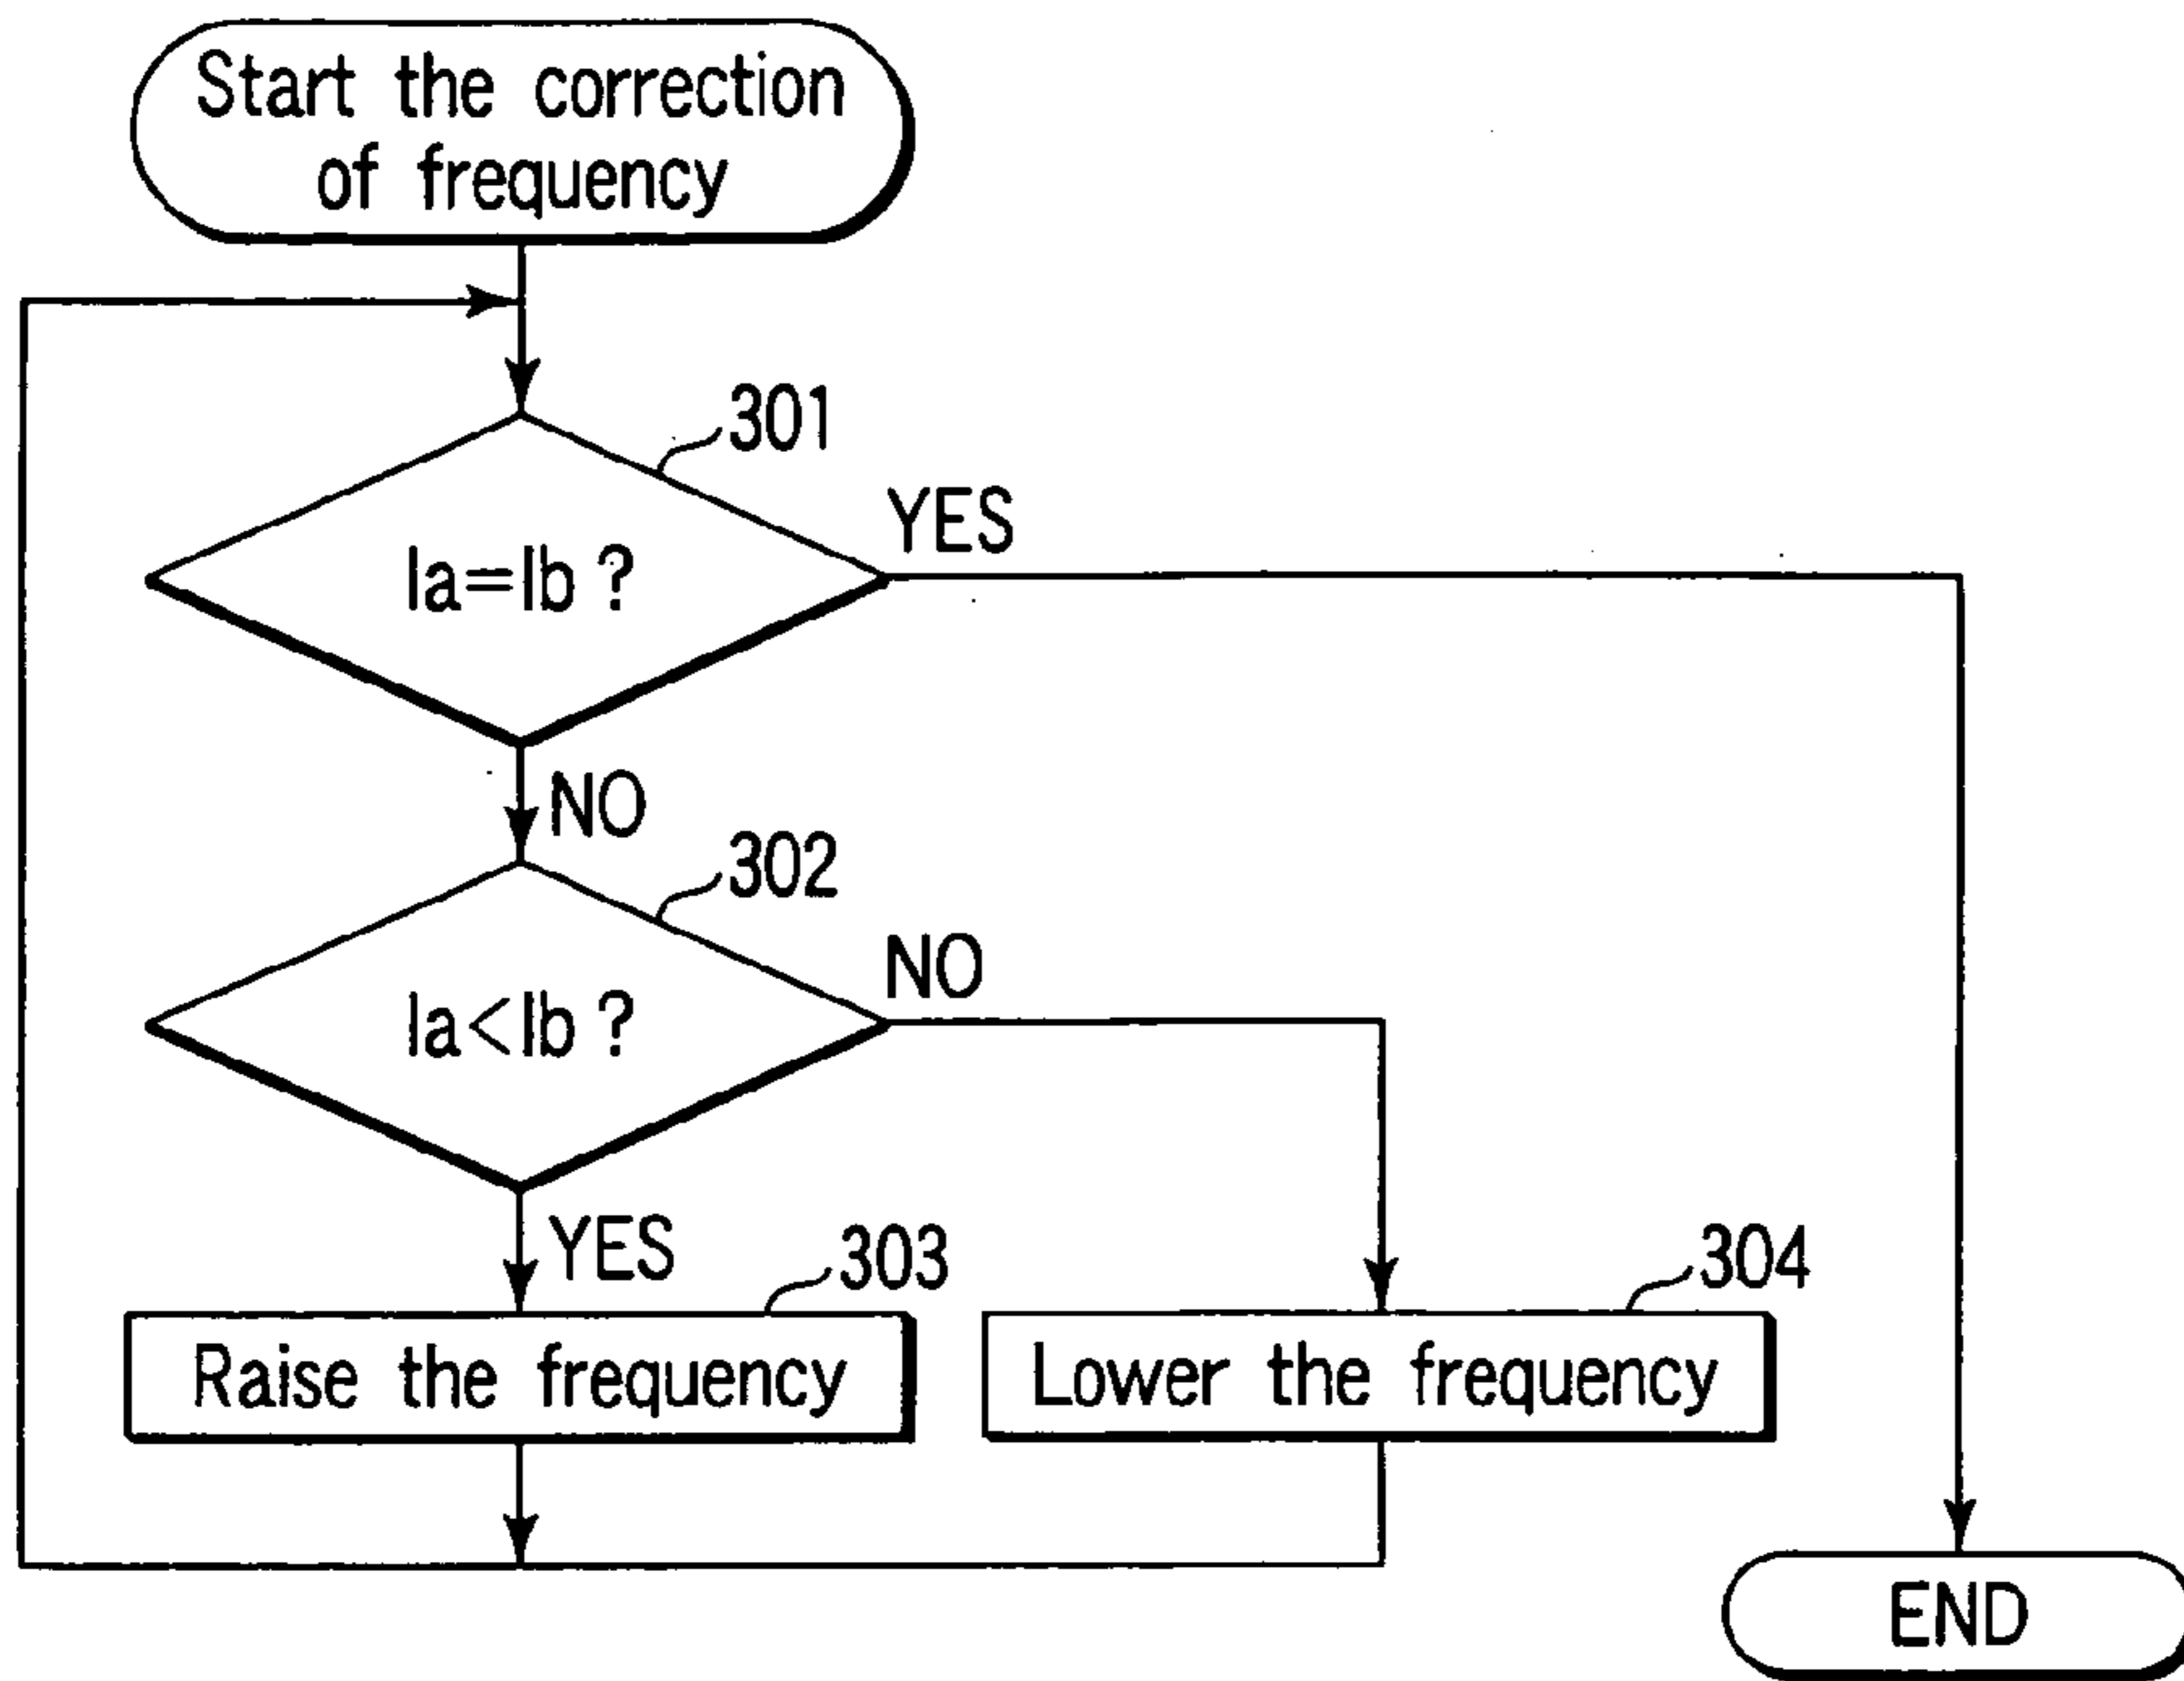 Start the correction
of frequency
301
YES
Ia=Ib ?
NO
302
NO
Ia<Ib ?
YES
303
304
Raise the frequency
Lower the frequency
END